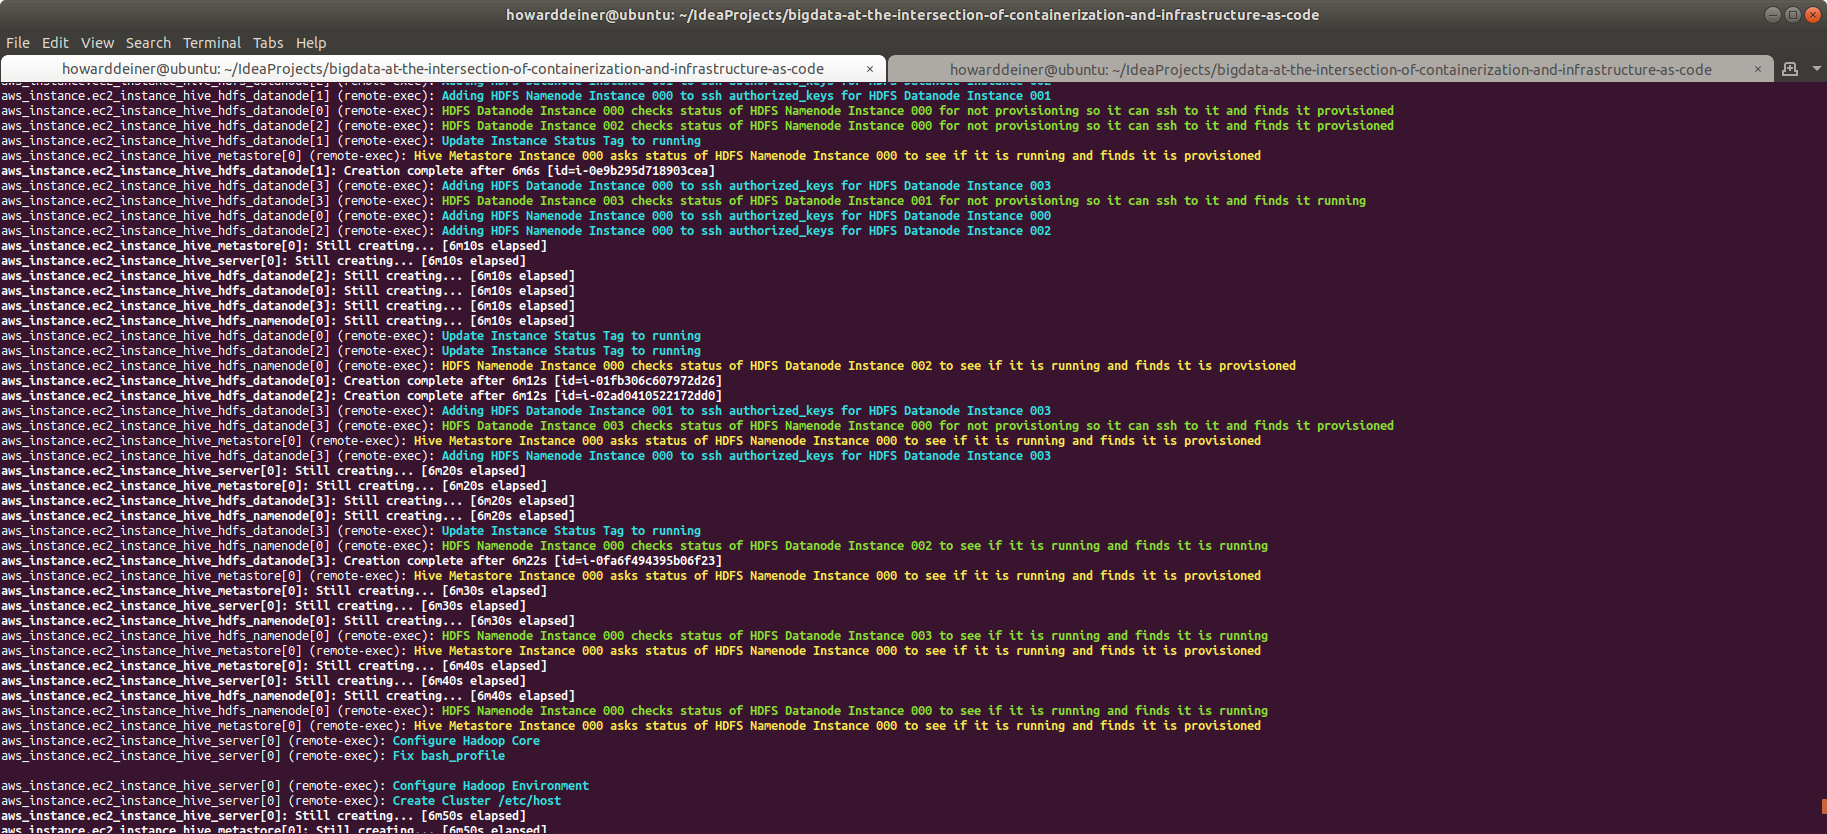 howarddeiner@ubuntu: ~/IdeaProjects/bigdata-at-the-intersection-of-containerization-and-infrastructure-as-code
File Edit View Search Terminal Tabs Help
howarddeiner@ubuntu: ~/IdeaProjects/bigdata-at-the-intersection-of-containerization-and-infrastructure-as-code × howarddeiner@ubuntu: ~/IdeaProjects/bigdata-at-the-intersection-of-containerization-and-infrastructure-as-code ×
aws_instance.ec2_instance_hive_hdfs_datanode[1] (remote-exec): Adding HDFS Namenode Instance 000 to ssh authorized_keys for HDFS Datanode Instance 001
aws_instance.ec2_instance_hive_hdfs_datanode[0] (remote-exec): HDFS Datanode Instance 000 checks status of HDFS Namenode Instance 000 for not provisioning so it can ssh to it and finds it provisioned
aws_instance.ec2_instance_hive_hdfs_datanode[2] (remote-exec): HDFS Datanode Instance 002 checks status of HDFS Namenode Instance 000 for not provisioning so it can ssh to it and finds it provisioned
aws_instance.ec2_instance_hive_hdfs_datanode[1] (remote-exec): Update Instance Status Tag to running
aws_instance.ec2_instance_hive_metastore[0] (remote-exec): Hive Metastore Instance 000 asks status of HDFS Namenode Instance 000 to see if it is running and finds it is provisioned
aws_instance.ec2_instance_hive_hdfs_datanode[1]: Creation complete after 6m6s [id=i-0e9b295d718903cea]
aws_instance.ec2_instance_hive_hdfs_datanode[3] (remote-exec): Adding HDFS Datanode Instance 000 to ssh authorized_keys for HDFS Datanode Instance 003
aws_instance.ec2_instance_hive_hdfs_datanode[3] (remote-exec): HDFS Datanode Instance 003 checks status of HDFS Datanode Instance 001 for not provisioning so it can ssh to it and finds it running
aws_instance.ec2_instance_hive_hdfs_datanode[0] (remote-exec): Adding HDFS Namenode Instance 000 to ssh authorized_keys for HDFS Datanode Instance 000
aws_instance.ec2_instance_hive_hdfs_datanode[2] (remote-exec): Adding HDFS Namenode Instance 000 to ssh authorized_keys for HDFS Datanode Instance 002
aws_instance.ec2_instance_hive_metastore[0]: Still creating... [6m10s elapsed]
aws_instance.ec2_instance_hive_server[0]: Still creating... [6m10s elapsed]
aws_instance.ec2_instance_hive_hdfs_datanode[2]: Still creating... [6m10s elapsed]
aws_instance.ec2_instance_hive_hdfs_datanode[0]: Still creating... [6m10s elapsed]
aws_instance.ec2_instance_hive_hdfs_datanode[3]: Still creating... [6m10s elapsed]
aws_instance.ec2_instance_hive_hdfs_namenode[0]: Still creating... [6m10s elapsed]
aws_instance.ec2_instance_hive_hdfs_datanode[0] (remote-exec): Update Instance Status Tag to running
aws_instance.ec2_instance_hive_hdfs_datanode[2] (remote-exec): Update Instance Status Tag to running
aws_instance.ec2_instance_hive_hdfs_namenode[0] (remote-exec): HDFS Namenode Instance 000 checks status of HDFS Datanode Instance 002 to see if it is running and finds it is provisioned
aws_instance.ec2_instance_hive_hdfs_datanode[0]: Creation complete after 6m12s [id=i-01fb306c607972d26]
aws_instance.ec2_instance_hive_hdfs_datanode[2]: Creation complete after 6m12s [id=i-02ad0410522172dd0]
aws_instance.ec2_instance_hive_hdfs_datanode[3] (remote-exec): Adding HDFS Datanode Instance 001 to ssh authorized_keys for HDFS Datanode Instance 003
aws_instance.ec2_instance_hive_hdfs_datanode[3] (remote-exec): HDFS Datanode Instance 003 checks status of HDFS Namenode Instance 000 for not provisioning so it can ssh to it and finds it provisioned
aws_instance.ec2_instance_hive_metastore[0] (remote-exec): Hive Metastore Instance 000 asks status of HDFS Namenode Instance 000 to see if it is running and finds it is provisioned
aws_instance.ec2_instance_hive_hdfs_datanode[3] (remote-exec): Adding HDFS Namenode Instance 000 to ssh authorized_keys for HDFS Datanode Instance 003
aws_instance.ec2_instance_hive_server[0]: Still creating... [6m20s elapsed]
aws_instance.ec2_instance_hive_metastore[0]: Still creating... [6m20s elapsed]
aws_instance.ec2_instance_hive_hdfs_datanode[3]: Still creating... [6m20s elapsed]
aws_instance.ec2_instance_hive_hdfs_namenode[0]: Still creating... [6m20s elapsed]
aws_instance.ec2_instance_hive_hdfs_datanode[3] (remote-exec): Update Instance Status Tag to running
aws_instance.ec2_instance_hive_hdfs_namenode[0] (remote-exec): HDFS Namenode Instance 000 checks status of HDFS Datanode Instance 002 to see if it is running and finds it is running
aws_instance.ec2_instance_hive_hdfs_datanode[3]: Creation complete after 6m22s [id=i-0fa6f494395b06f23]
aws_instance.ec2_instance_hive_metastore[0] (remote-exec): Hive Metastore Instance 000 asks status of HDFS Namenode Instance 000 to see if it is running and finds it is provisioned
aws_instance.ec2_instance_hive_metastore[0]: Still creating... [6m30s elapsed]
aws_instance.ec2_instance_hive_server[0]: Still creating... [6m30s elapsed]
aws_instance.ec2_instance_hive_hdfs_namenode[0]: Still creating... [6m30s elapsed]
aws_instance.ec2_instance_hive_hdfs_namenode[0] (remote-exec): HDFS Namenode Instance 000 checks status of HDFS Datanode Instance 003 to see if it is running and finds it is running
aws_instance.ec2_instance_hive_metastore[0] (remote-exec): Hive Metastore Instance 000 asks status of HDFS Namenode Instance 000 to see if it is running and finds it is provisioned
aws_instance.ec2_instance_hive_metastore[0]: Still creating... [6m40s elapsed]
aws_instance.ec2_instance_hive_server[0]: Still creating... [6m40s elapsed]
aws_instance.ec2_instance_hive_hdfs_namenode[0]: Still creating... [6m40s elapsed]
aws_instance.ec2_instance_hive_hdfs_namenode[0] (remote-exec): HDFS Namenode Instance 000 checks status of HDFS Datanode Instance 000 to see if it is running and finds it is running
aws_instance.ec2_instance_hive_metastore[0] (remote-exec): Hive Metastore Instance 000 asks status of HDFS Namenode Instance 000 to see if it is running and finds it is provisioned
aws_instance.ec2_instance_hive_server[0] (remote-exec): Configure Hadoop Core
aws_instance.ec2_instance_hive_server[0] (remote-exec): Fix bash_profile
aws_instance.ec2_instance_hive_server[0] (remote-exec): Configure Hadoop Environment
aws_instance.ec2_instance_hive_server[0] (remote-exec): Create Cluster /etc/host
aws_instance.ec2_instance_hive_server[0]: Still creating... [6m50s elapsed]
aws_instance.ec2_instance_hive_metastore[0]: Still creating... [6m50s elapsed]